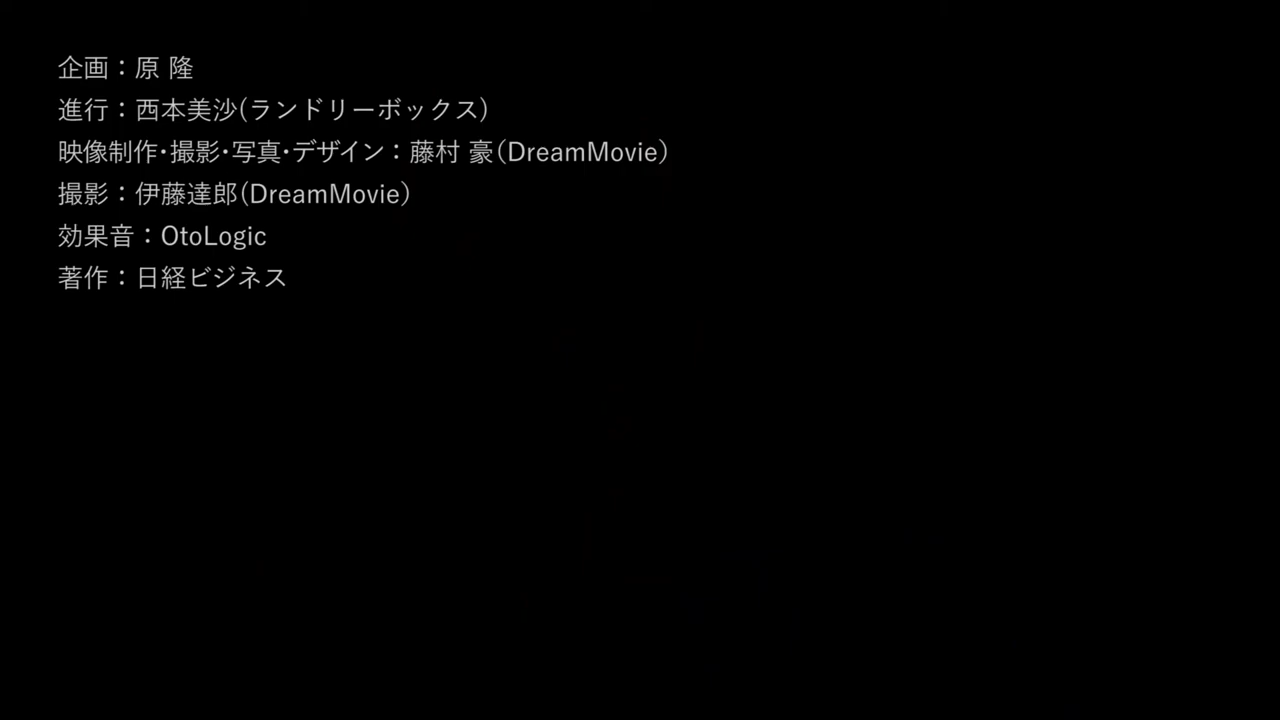 企画：原 隆
進行：西本美沙(ランドリーボックス)
映像制作・撮影・写真・デザイン：藤村 豪（DreamMovie）
撮影：伊藤達郎(DreamMovie）
効果音：OtoLogic
著作：日経ビジネス